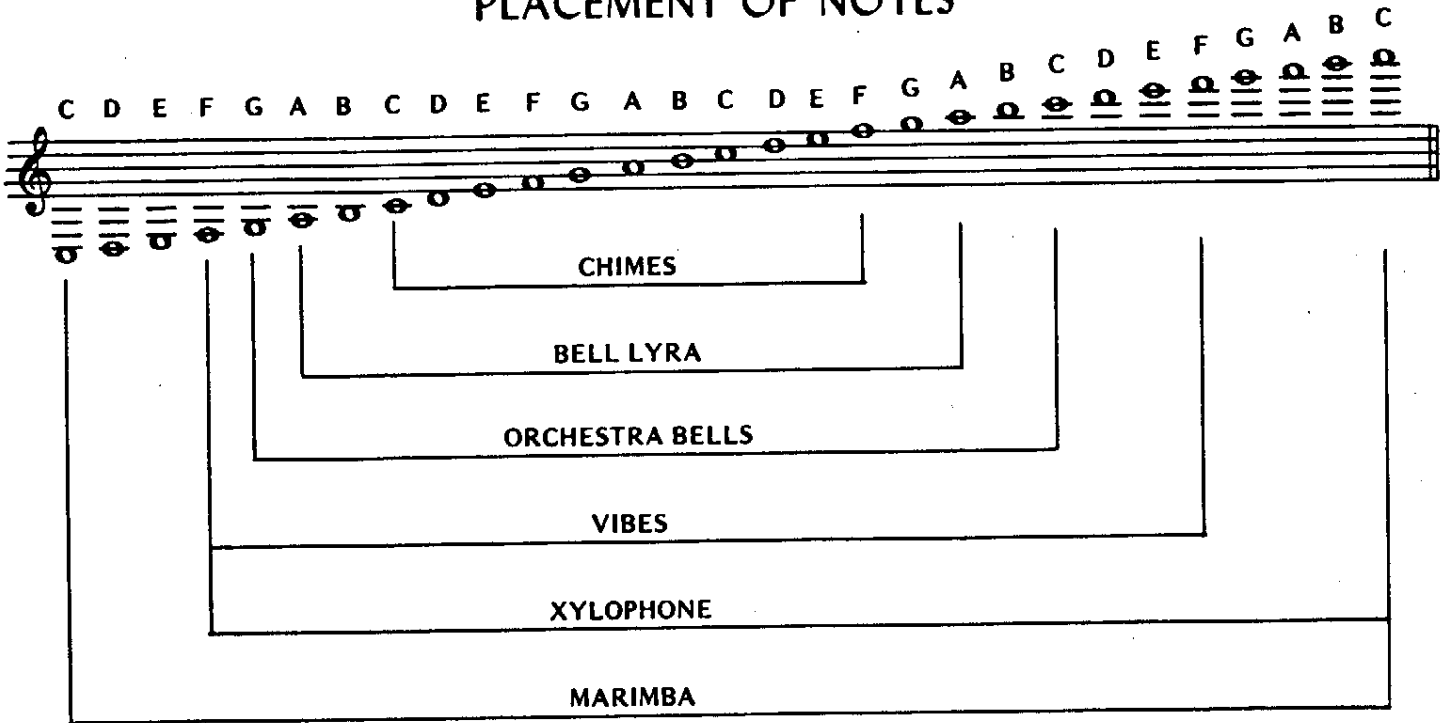 PLACEMENT OF NOTES
C D E F G A B C D E F G A B C D E F G A B C D E F G A B C
CHIMES
BELL LYRA
ORCHESTRA BELLS
VIBES
XYLOPHONE
MARIMBA